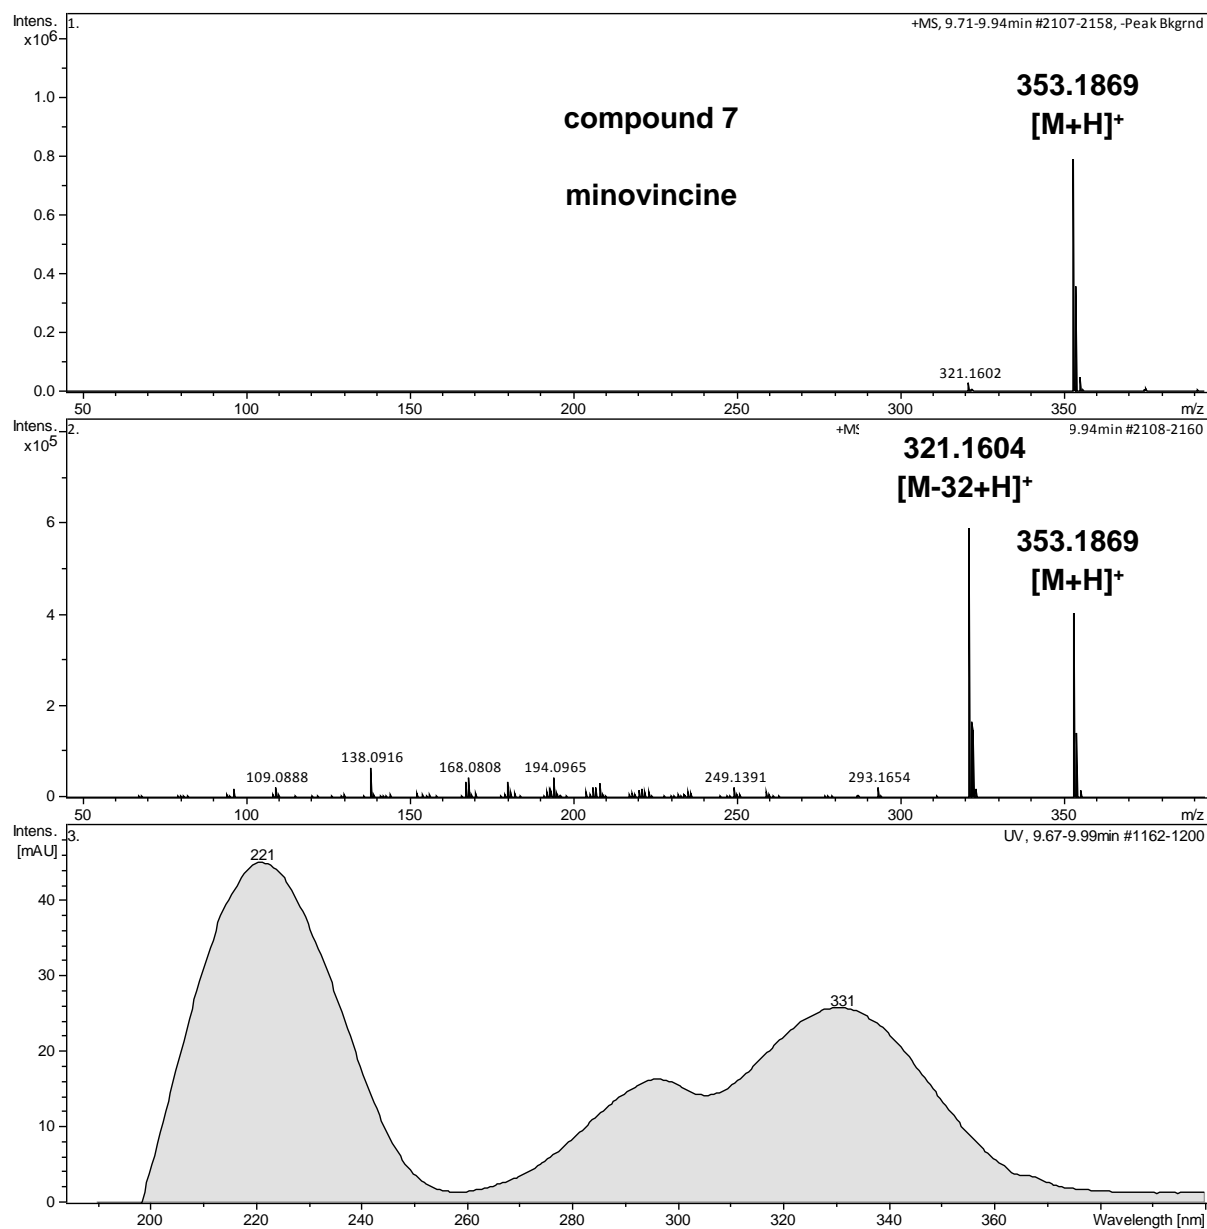 Intens.
x10⁶
1.
+MS, 9.71-9.94min #2107-2158, -Peak Bkgrnd
353.1869
[M+H]⁺
compound 7
minovincine
1.0
0.8
0.6
0.4
0.2
0.0
321.1602
50 100 150 200 250 300 350 m/z
Intens.
x10⁵
2.
+MS
9.94min #2108-2160
321.1604
[M-32+H]⁺
353.1869
[M+H]⁺
6
4
2
0
109.0888
138.0916
168.0808
194.0965
249.1391
293.1654
50 100 150 200 250 300 350 m/z
Intens.
[mAU]
3.
UV, 9.67-9.99min #1162-1200
221
331
40
30
20
10
0
200 220 240 260 280 300 320 340 360 Wavelength [nm]